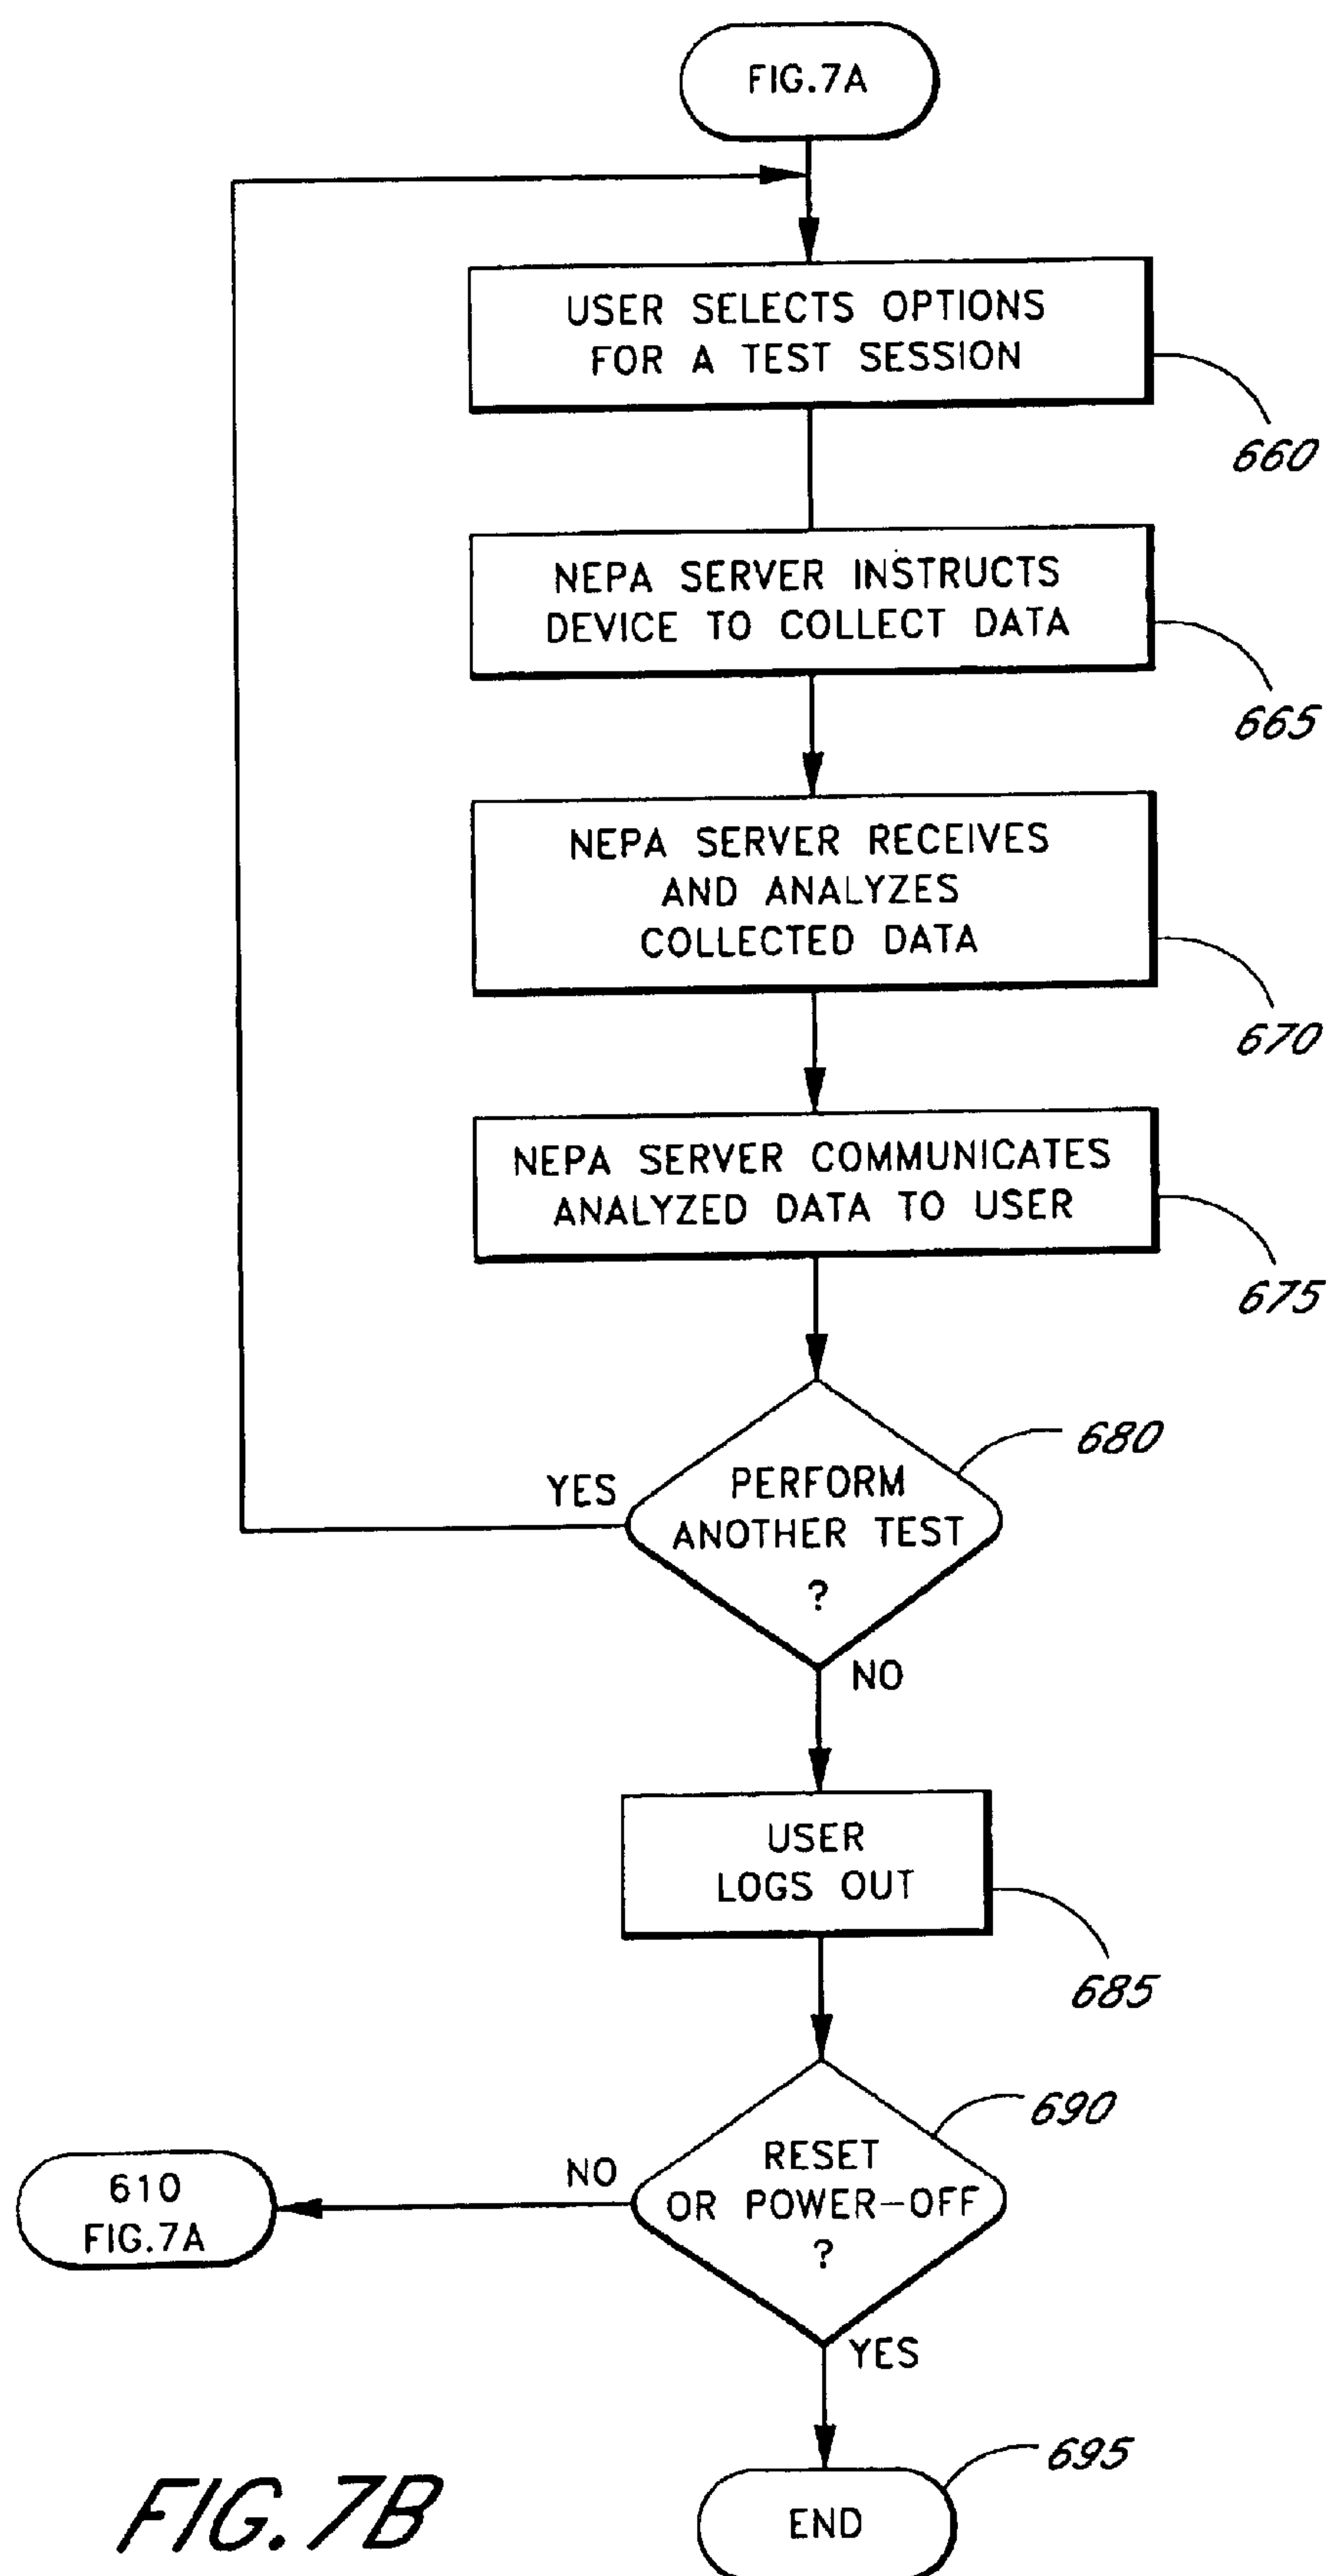 FIG.7A
USER SELECTS OPTIONS
FOR A TEST SESSION
660
NEPA SERVER INSTRUCTS
DEVICE TO COLLECT DATA
665
NEPA SERVER RECEIVES
AND ANALYZES
COLLECTED DATA
670
NEPA SERVER COMMUNICATES
ANALYZED DATA TO USER
675
680
YES
PERFORM
ANOTHER TEST
?
NO
USER
LOGS OUT
685
690
610
FIG.7A
NO
RESET
OR POWER-OFF
?
YES
695
END
FIG. 7B